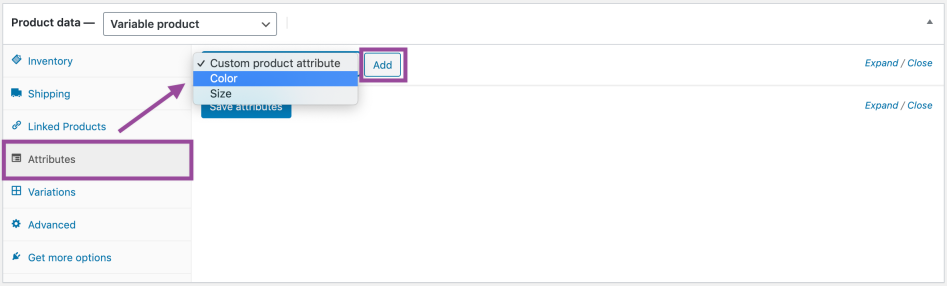 Product data — Variable product
Inventory
Custom product attribute
Add
Expand / Close
Color
Size
Shipping
Save attributes
Expand / Close
Linked Products
Attributes
Variations
Advanced
Get more options